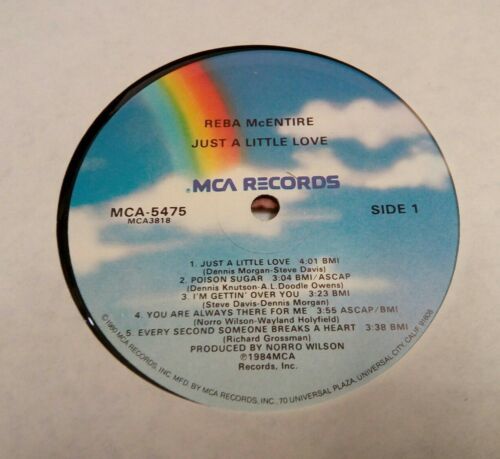 REBA McENTIRE
JUST A LITTLE LOVE
MCA RECORDS
MCA-5475
MCA3818
SIDE 1
1. JUST A LITTLE LOVE 4:01 BMI
(Dennis Morgan-Steve Davis)
2. POISON SUGAR 3:04 BMI/ASCAP
(Dennis Knutson-A.L. Doodle Owens)
3. I'M GETTIN' OVER YOU 3:23 BMI
(Steve Davis-Dennis Morgan)
4. YOU ARE ALWAYS THERE FOR ME 3:55 ASCAP/BMI
(Norro Wilson-Wayland Holyfield)
5. EVERY SECOND SOMEONE BREAKS A HEART 3:38 BMI
(Richard Grossman)
PRODUCED BY NORRO WILSON
℗1984MCA
Records, Inc.
©1980 MCA RECORDS, INC. MFD. BY MCA RECORDS, INC. 70 UNIVERSAL PLAZA, UNIVERSAL CITY, CALIF. 91608